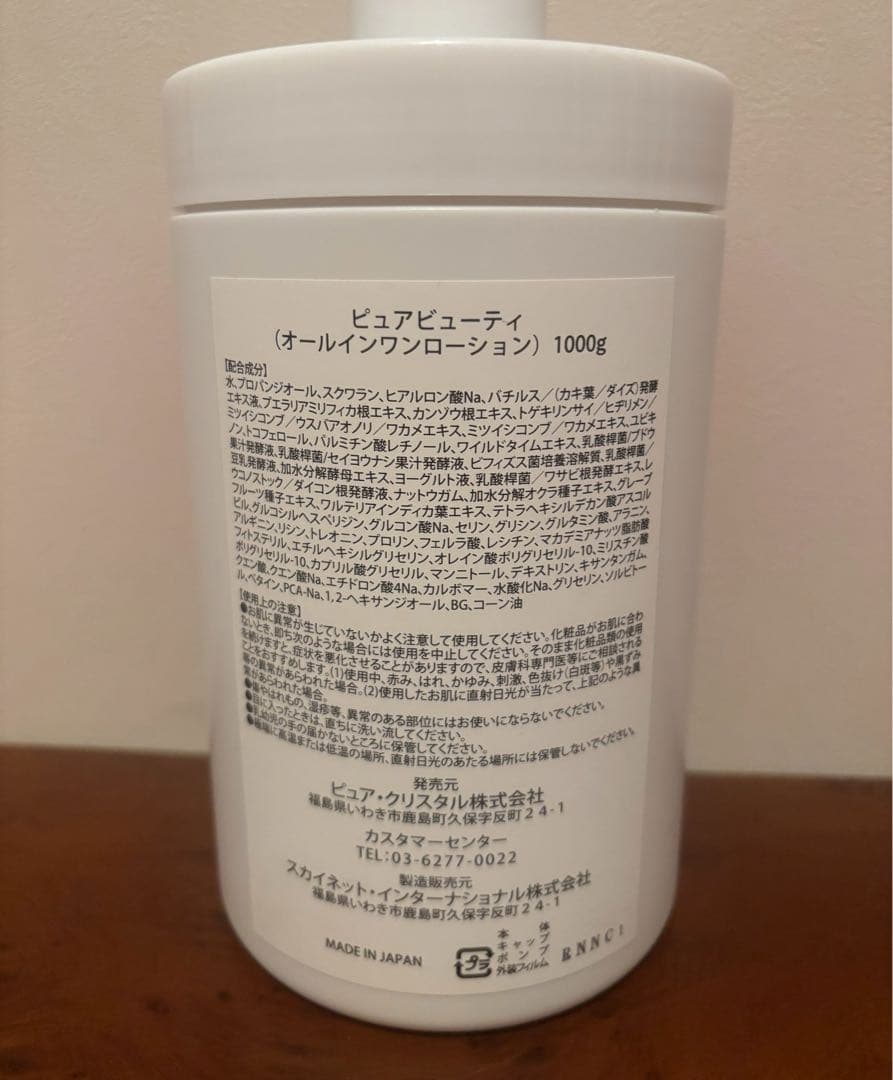 ピュアビューティ
（オールインワンローション）1000g
【配合成分】
水、プロパンジオール、スクワラン、ヒアルロン酸Na、バチルス／（カキ葉／ダイズ）発酵
エキス液、プエラリアミリフィカ根エキス、カンゾウ根エキス、トゲキリンサイ／ヒヂリメン／
ミツイシコンブ／ウスバアオノリ／ワカメエキス、ミツイシコンブ／ワカメエキス、ユビキ
ノン、トコフェロール、パルミチン酸レチノール、ワイルドタイムエキス、乳酸桿菌/ブドウ
果汁発酵液、乳酸桿菌/セイヨウナシ果汁発酵液、ビフィズス菌培養溶解質、乳酸桿菌／
豆乳発酵液、加水分解酵母エキス、ヨーグルト液、乳酸桿菌／ワサビ根発酵エキス、レ
ウコノストック／ダイコン根発酵液、ナットウガム、加水分解オクラ種子エキス、グレープ
フルーツ種子エキス、ワルテリアインディカ葉エキス、テトラヘキシルデカン酸アスコル
ビル、グルコシルヘスペリジン、グルコン酸Na、セリン、グリシン、グルタミン酸、アラニン、
アルギニン、リシン、トレオニン、プロリン、フェルラ酸、レシチン、マカデミアナッツ脂肪酸
フィトステリル、エチルヘキシルグリセリン、オレイン酸ポリグリセリル-10、ミリスチン酸
ポリグリセリル-10、カプリル酸グリセリル、マンニトール、デキストリン、キサンタンガム、
クエン酸、クエン酸Na、エチドロン酸4Na、カルボマー、水酸化Na、グリセリン、ソルビトー
ル、ベタイン、PCA-Na、1,2-ヘキサンジオール、BG、コーン油
【使用上の注意】
●お肌に異常が生じていないかよく注意して使用してください。化粧品がお肌に合わ
ないとき、即ち次のような場合には使用を中止してください。そのまま化粧品類の使用
を続けますと、症状を悪化させることがありますので、皮膚科専門医等にご相談される
ことをおすすめします。(1)使用中、赤み、はれ、かゆみ、刺激、色抜け(白斑等)や黒ずみ
等の異常があらわれた場合。(2)使用したお肌に直射日光が当たって、上記のような異
常があらわれた場合。
●傷やはれもの、湿疹等、異常のある部位にはお使いにならないでください。
●目に入ったときは、直ちに洗い流してください。
●乳幼児の手の届かないところに保管してください。
●極端に高温または低温の場所、直射日光のあたる場所には保管しないでください。
発売元
ピュア・クリスタル株式会社
福島県いわき市鹿島町久保字反町２４-１
カスタマーセンター
TEL:03-6277-0022
製造販売元
スカイネット・インターナショナル株式会社
福島県いわき市鹿島町久保字反町２４-１
MADE IN JAPAN
プラ
本体
キャップ
ポンプ
外装フィルム